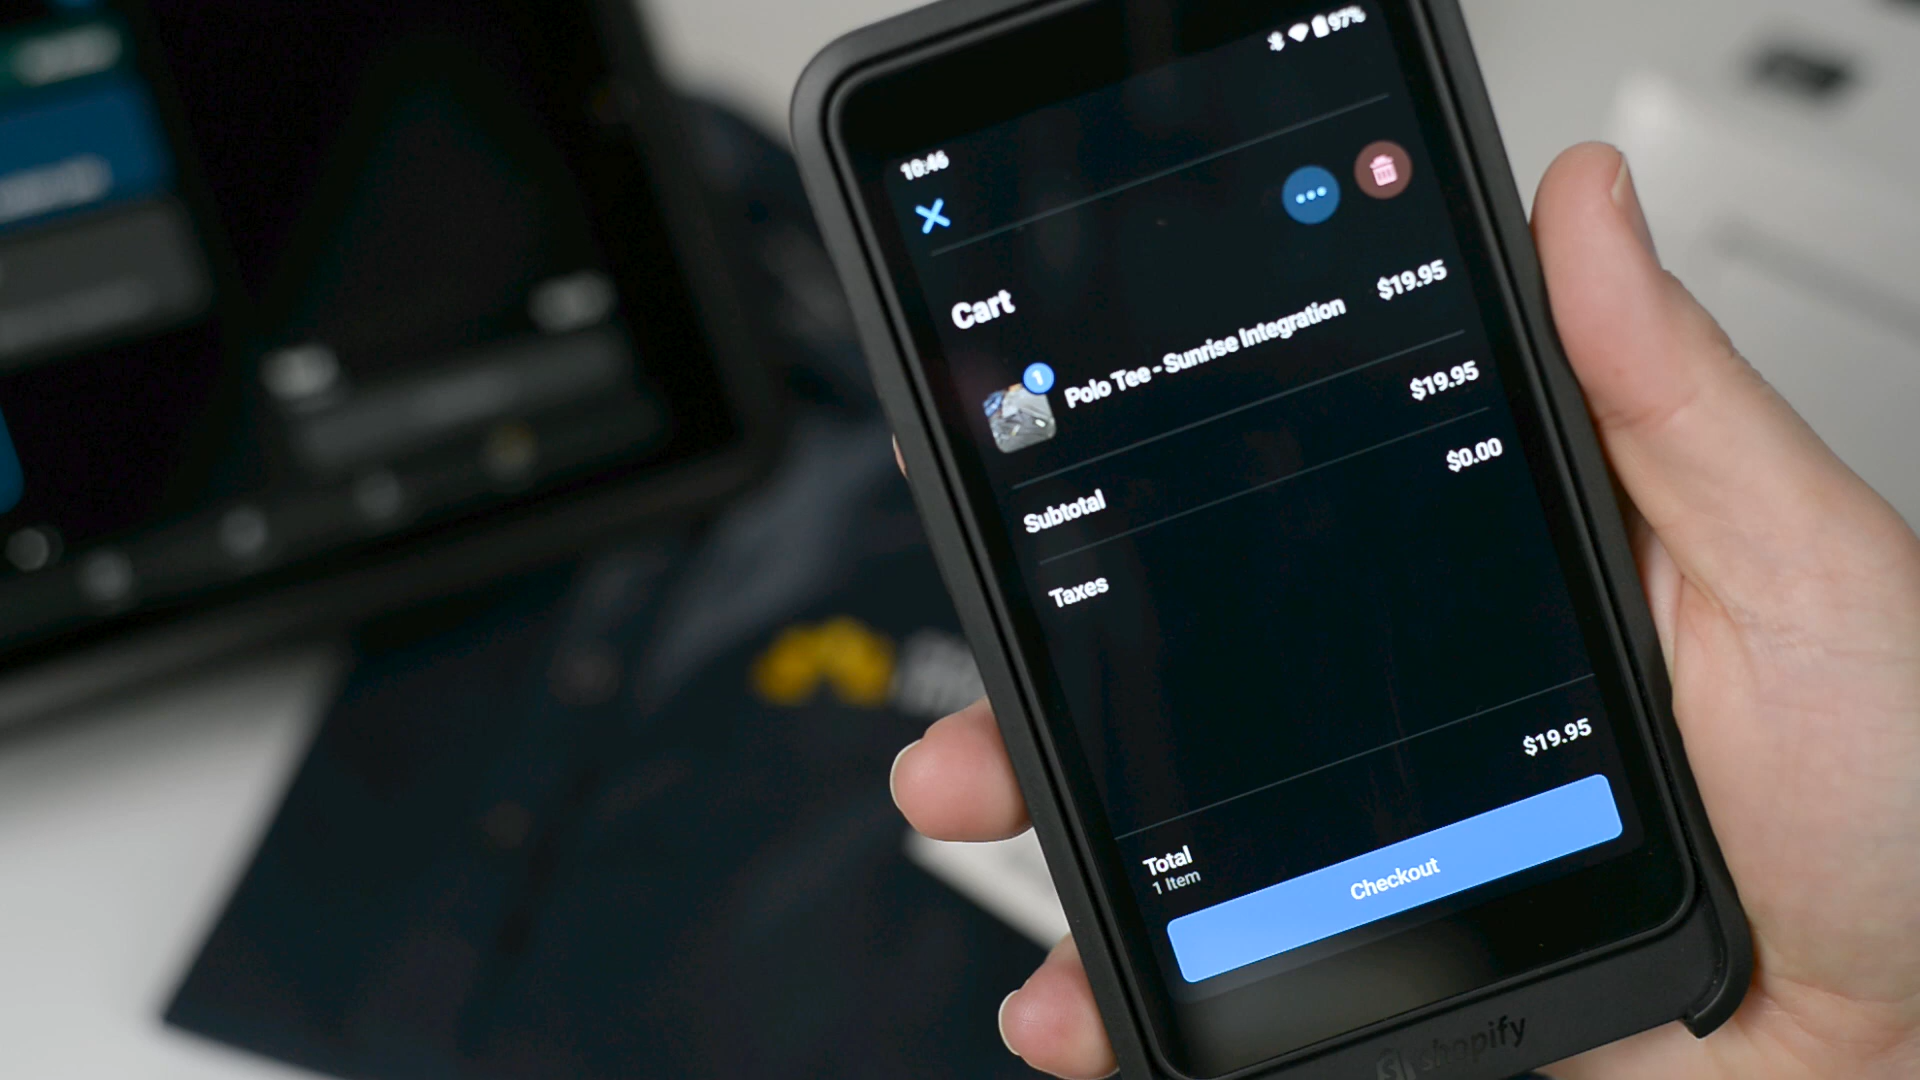 10:46
97%
Cart
1
Polo Tee - Sunrise Integration
$19.95
Subtotal
$19.95
Taxes
$0.00
Total
$19.95
1 Item
Checkout
shopify